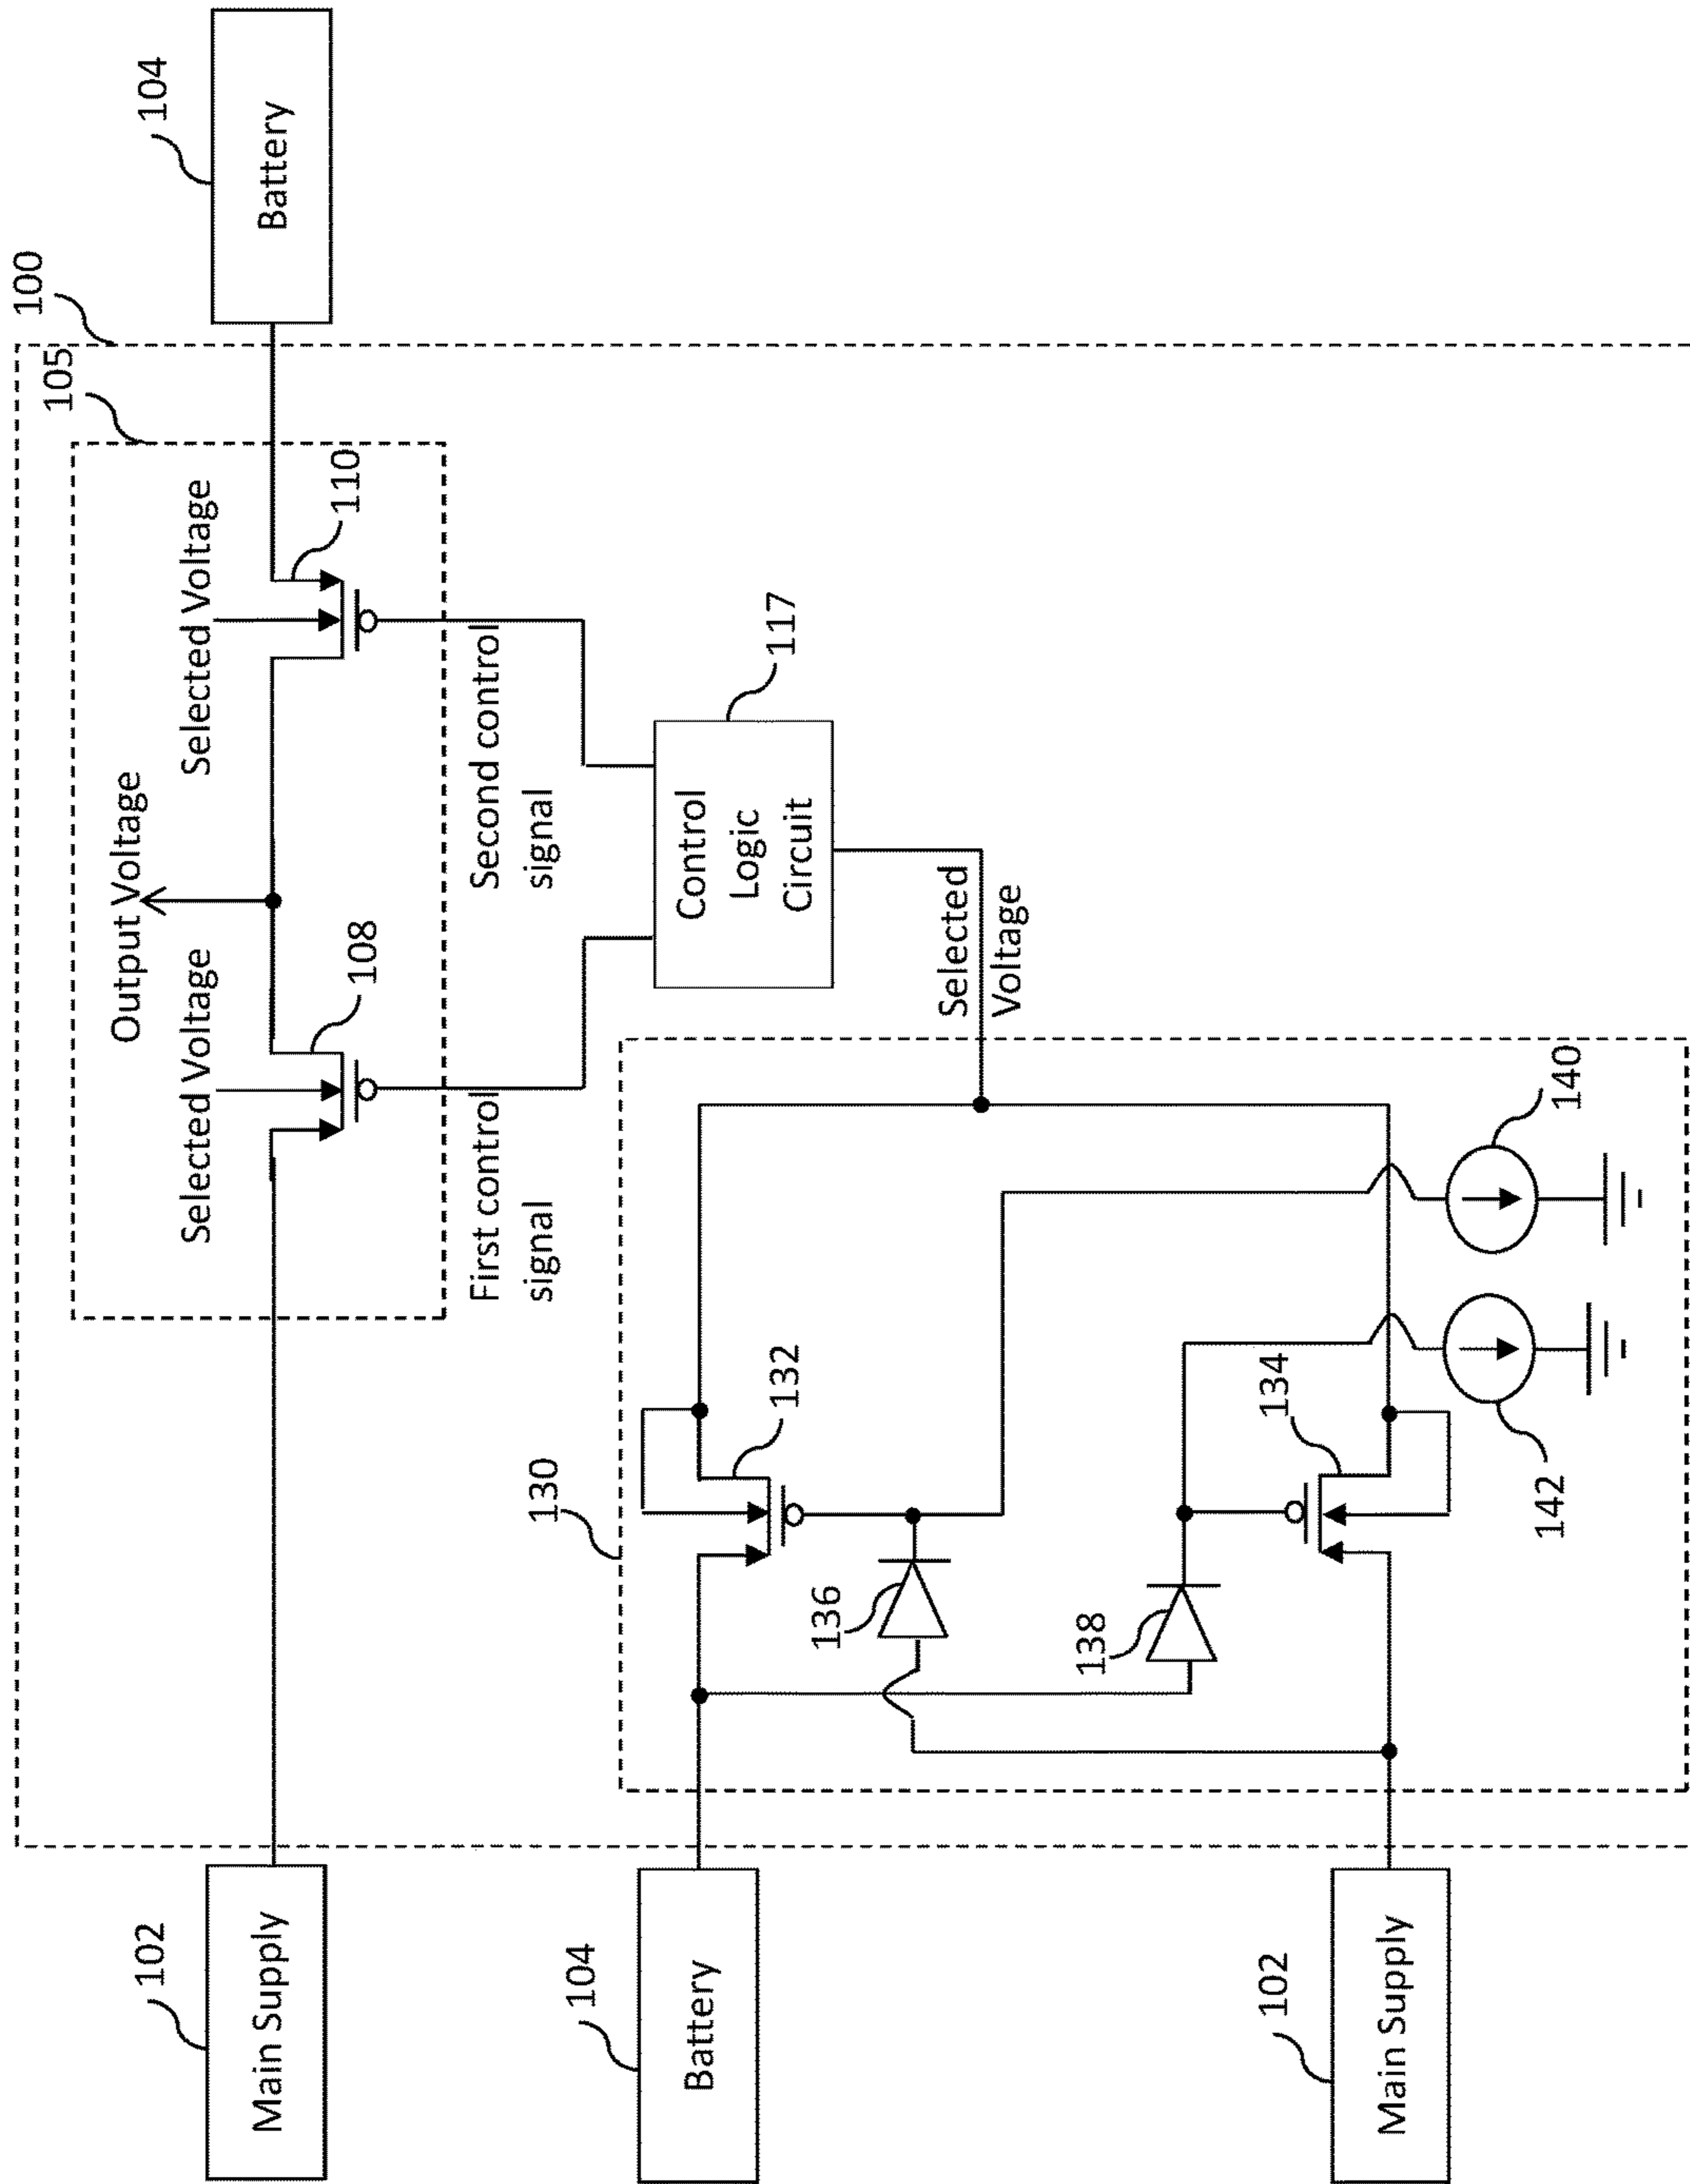 100
105
Output Voltage
Selected Voltage
Selected Voltage
102
Main Supply
108
110
104
Battery
First control
signal
Second control
signal
117
Control
Logic
Circuit
Selected
Voltage
130
104
Battery
132
136
138
134
102
Main Supply
142
140